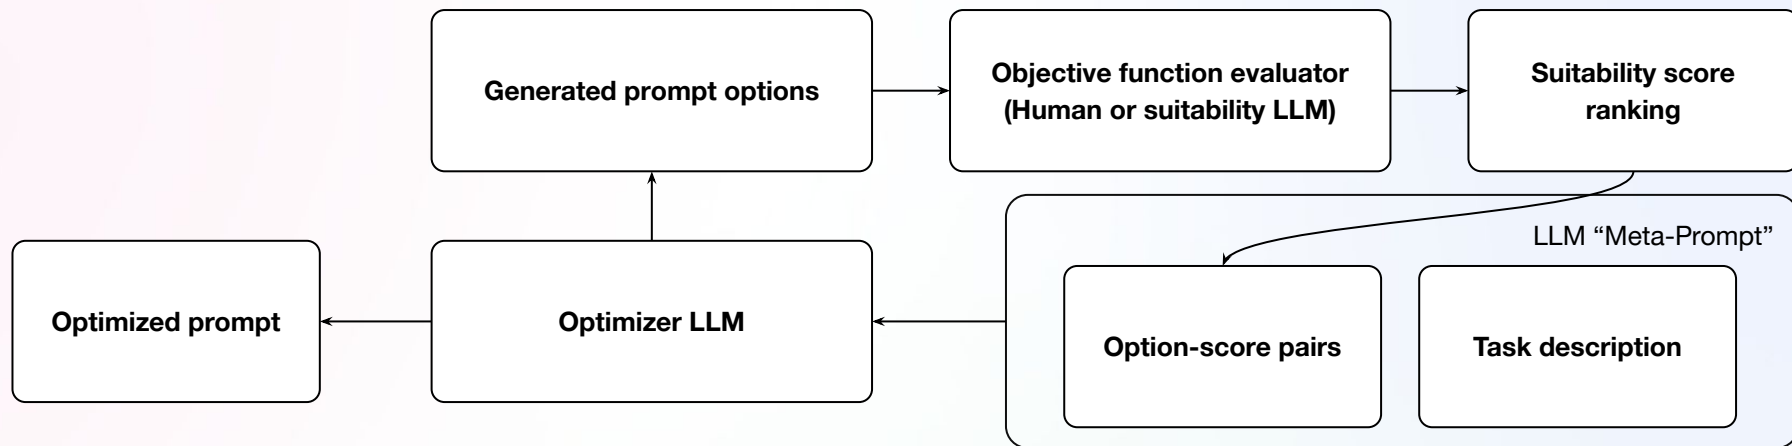 Generated prompt options
Objective function evaluator
(Human or suitability LLM)
Suitability score
ranking
LLM “Meta-Prompt”
Optimized prompt
Optimizer LLM
Option-score pairs
Task description